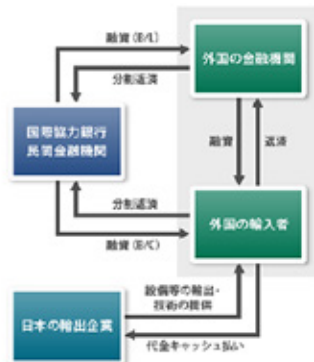 融資(B/L)
外国の金融機関
分割返済
国際協力銀行
民間金融機関
融資
返済
分割返済
外国の輸入者
融資(B/C)
設備等の輸出・
技術の提供
日本の輸出企業
代金キャッシュ払い